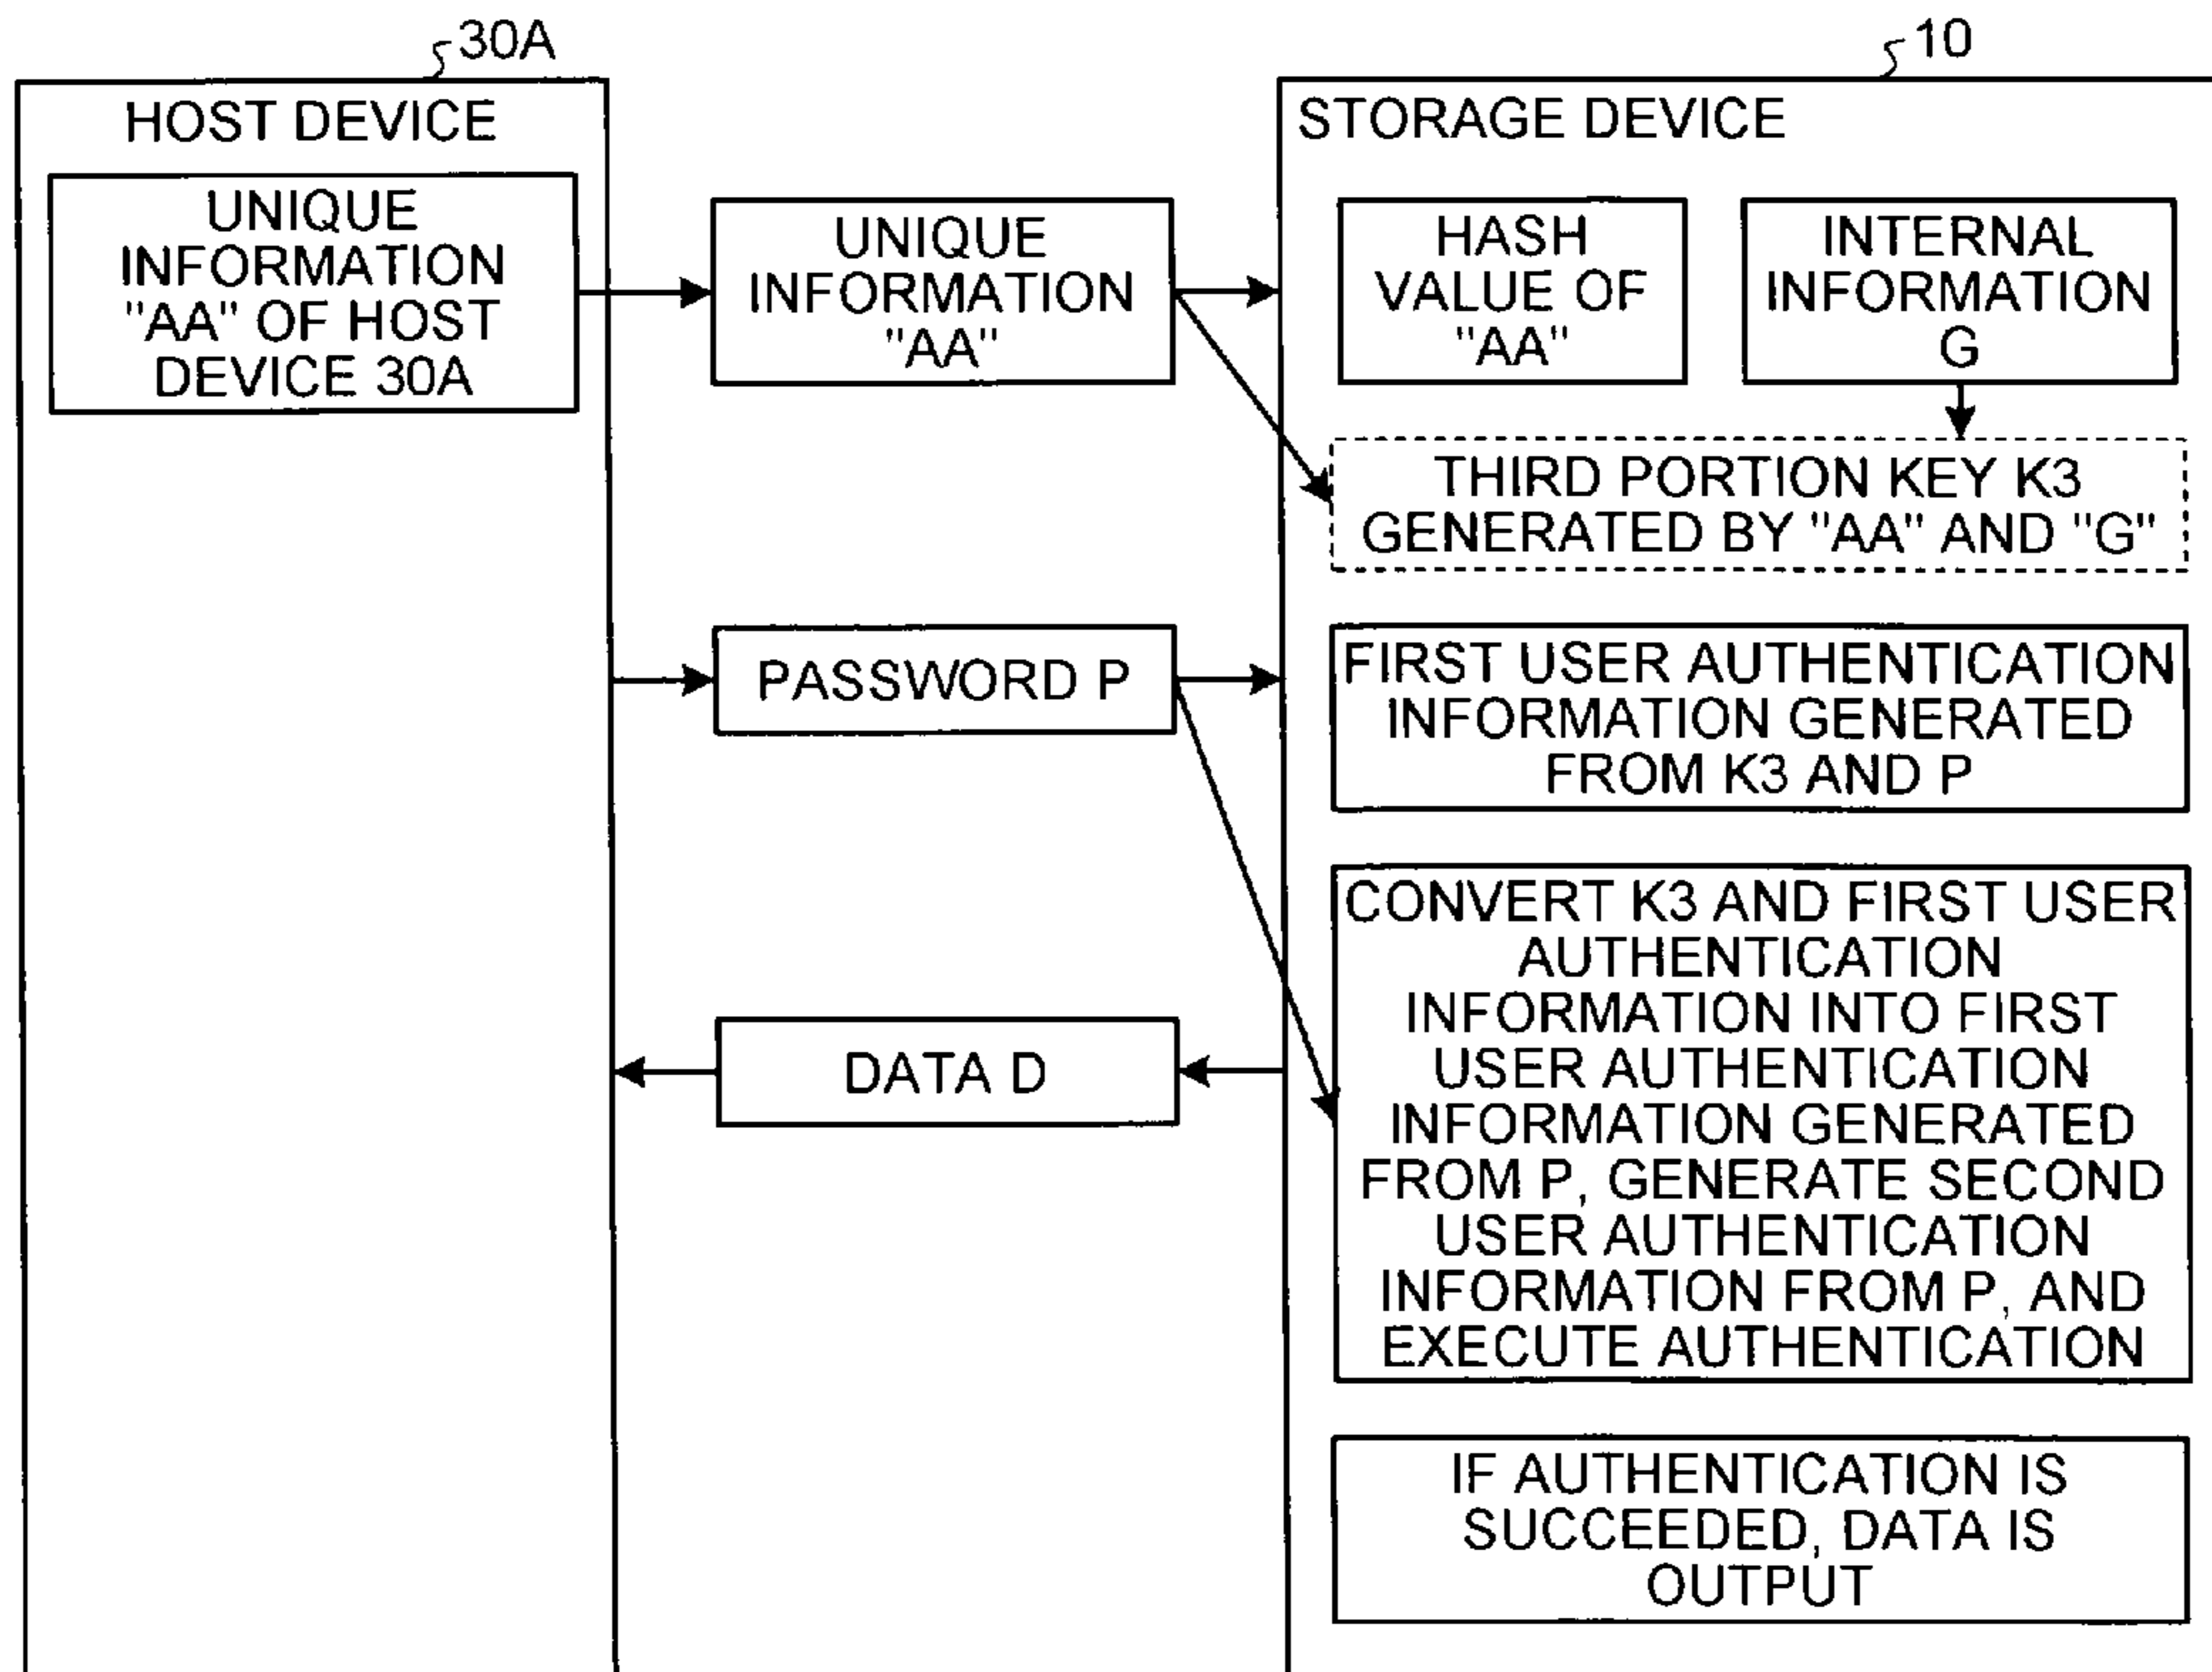 30A
10
HOST DEVICE
STORAGE DEVICE
UNIQUE
INFORMATION
"AA" OF HOST
DEVICE 30A
UNIQUE
INFORMATION
"AA"
HASH
VALUE OF
"AA"
INTERNAL
INFORMATION
G
THIRD PORTION KEY K3
GENERATED BY "AA" AND "G"
PASSWORD P
FIRST USER AUTHENTICATION
INFORMATION GENERATED
FROM K3 AND P
DATA D
CONVERT K3 AND FIRST USER
AUTHENTICATION
INFORMATION INTO FIRST
USER AUTHENTICATION
INFORMATION GENERATED
FROM P, GENERATE SECOND
USER AUTHENTICATION
INFORMATION FROM P, AND
EXECUTE AUTHENTICATION
IF AUTHENTICATION IS
SUCCEEDED, DATA IS
OUTPUT